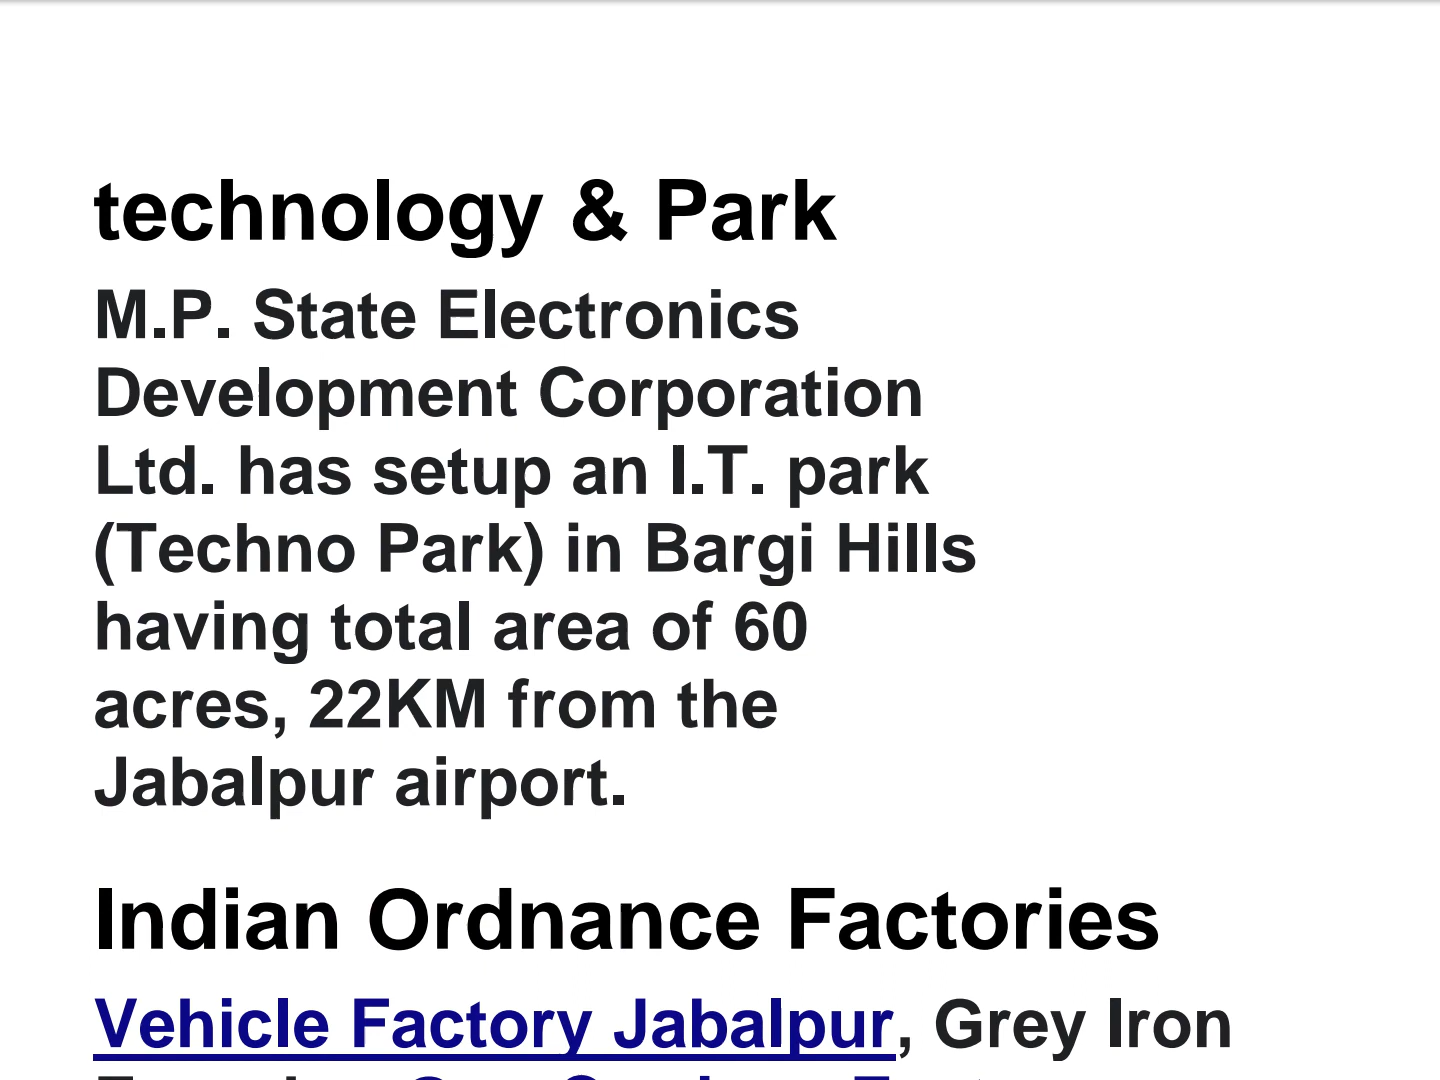 technology & Park
M.P. State Electronics
Development Corporation
Ltd. has setup an I.T. park
(Techno Park) in Bargi Hills
having total area of 60
acres, 22KM from the
Jabalpur airport.
Indian Ordnance Factories
Vehicle Factory Jabalpur, Grey Iron